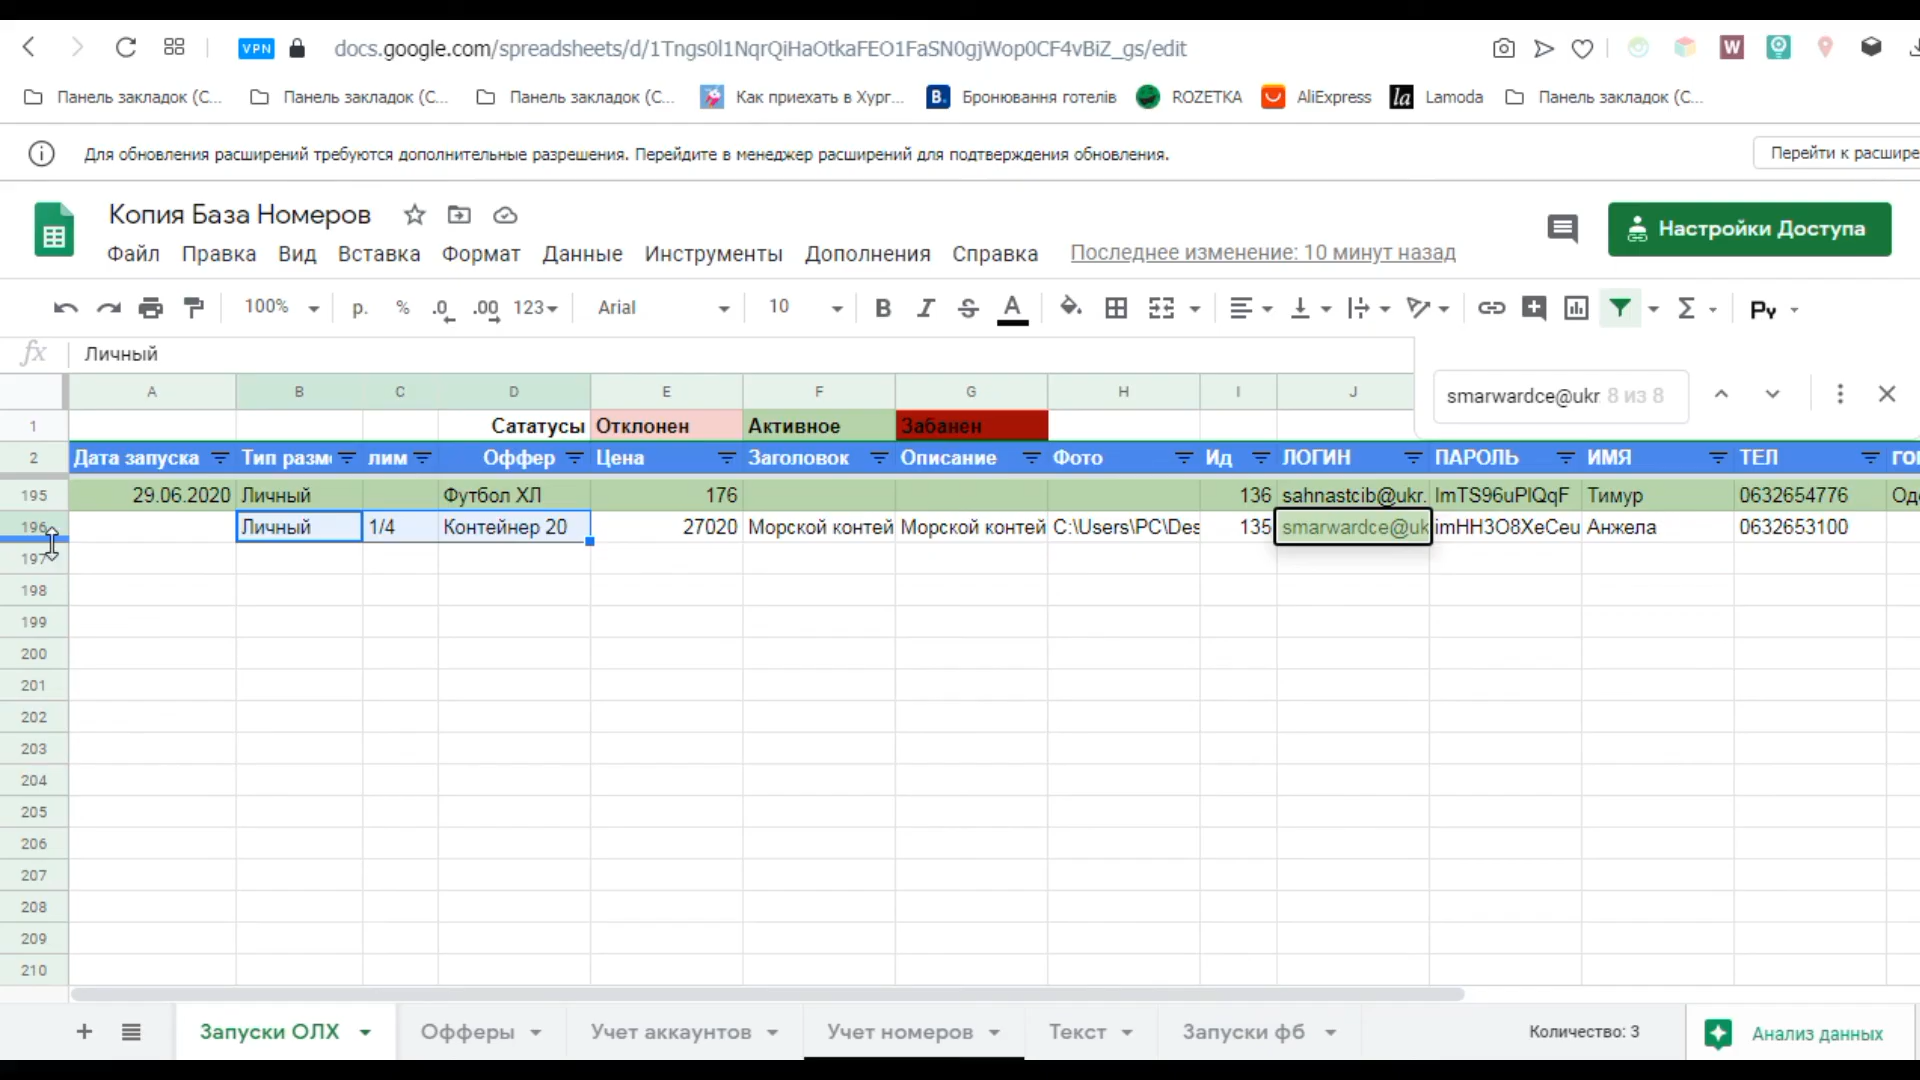 VPN docs.google.com/spreadsheets/d/1Tngs0l1NqrQiHaOtkaFEO1FaSN0gjWop0CF4vBiZ_gs/edit W
Панель закладок (С... Панель закладок (С... Панель закладок (С... Как приехать в Хург... B. Бронювання готелів ROZETKA AliExpress la Lamoda Панель закладок (С...
Для обновления расширений требуются дополнительные разрешения. Перейдите в менеджер расширений для подтверждения обновления. Перейти к расшире
Копия База Номеров
Настройки Доступа
Файл Правка Вид Вставка Формат Данные Инструменты Дополнения Справка Последнее изменение: 10 минут назад
100% р. % .0 .00 123 Arial 10 B I S A Σ Ру
fx Личный
smarwardce@ukr 8 из 8
A B C D E F G H I J
1 Сататусы Отклонен Активное Забанен
2 Дата запуска Тип разм лим Оффер Цена Заголовок Описание Фото Ид ЛОГИН ПАРОЛЬ ИМЯ ТЕЛ
195 29.06.2020 Личный Футбол ХЛ 176 136 sahnastcib@ukr. ImTS96uPlQqF Тимур 0632654776 Од
196 Личный 1/4 Контейнер 20 27020 Морской контей Морской контей C:\Users\PC\Des 135 smarwardce@uk imHH3O8XeCeu Анжела 0632653100
197
198
199
200
201
202
203
204
205
206
207
208
209
210
Запуски ОЛХ Офферы Учет аккаунтов Учет номеров Текст Запуски фб Количество: 3 Анализ данных